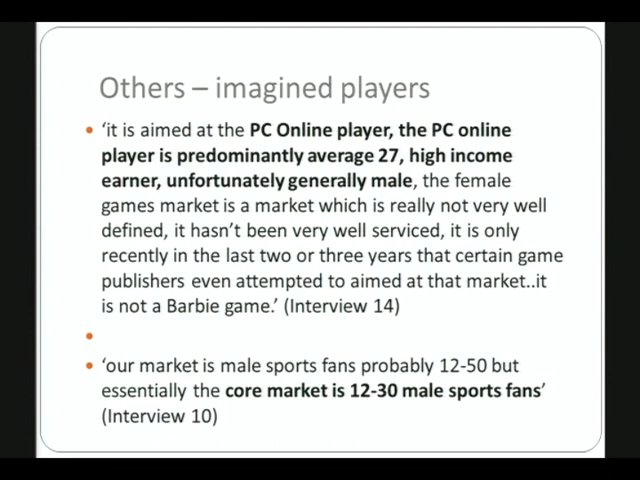 Others – imagined players
• ‘it is aimed at the PC Online player, the PC online
player is predominantly average 27, high income
earner, unfortunately generally male, the female
games market is a market which is really not very well
defined, it hasn’t been very well serviced, it is only
recently in the last two or three years that certain game
publishers even attempted to aimed at that market..it
is not a Barbie game.’ (Interview 14)
•
• ‘our market is male sports fans probably 12-50 but
essentially the core market is 12-30 male sports fans’
(Interview 10)